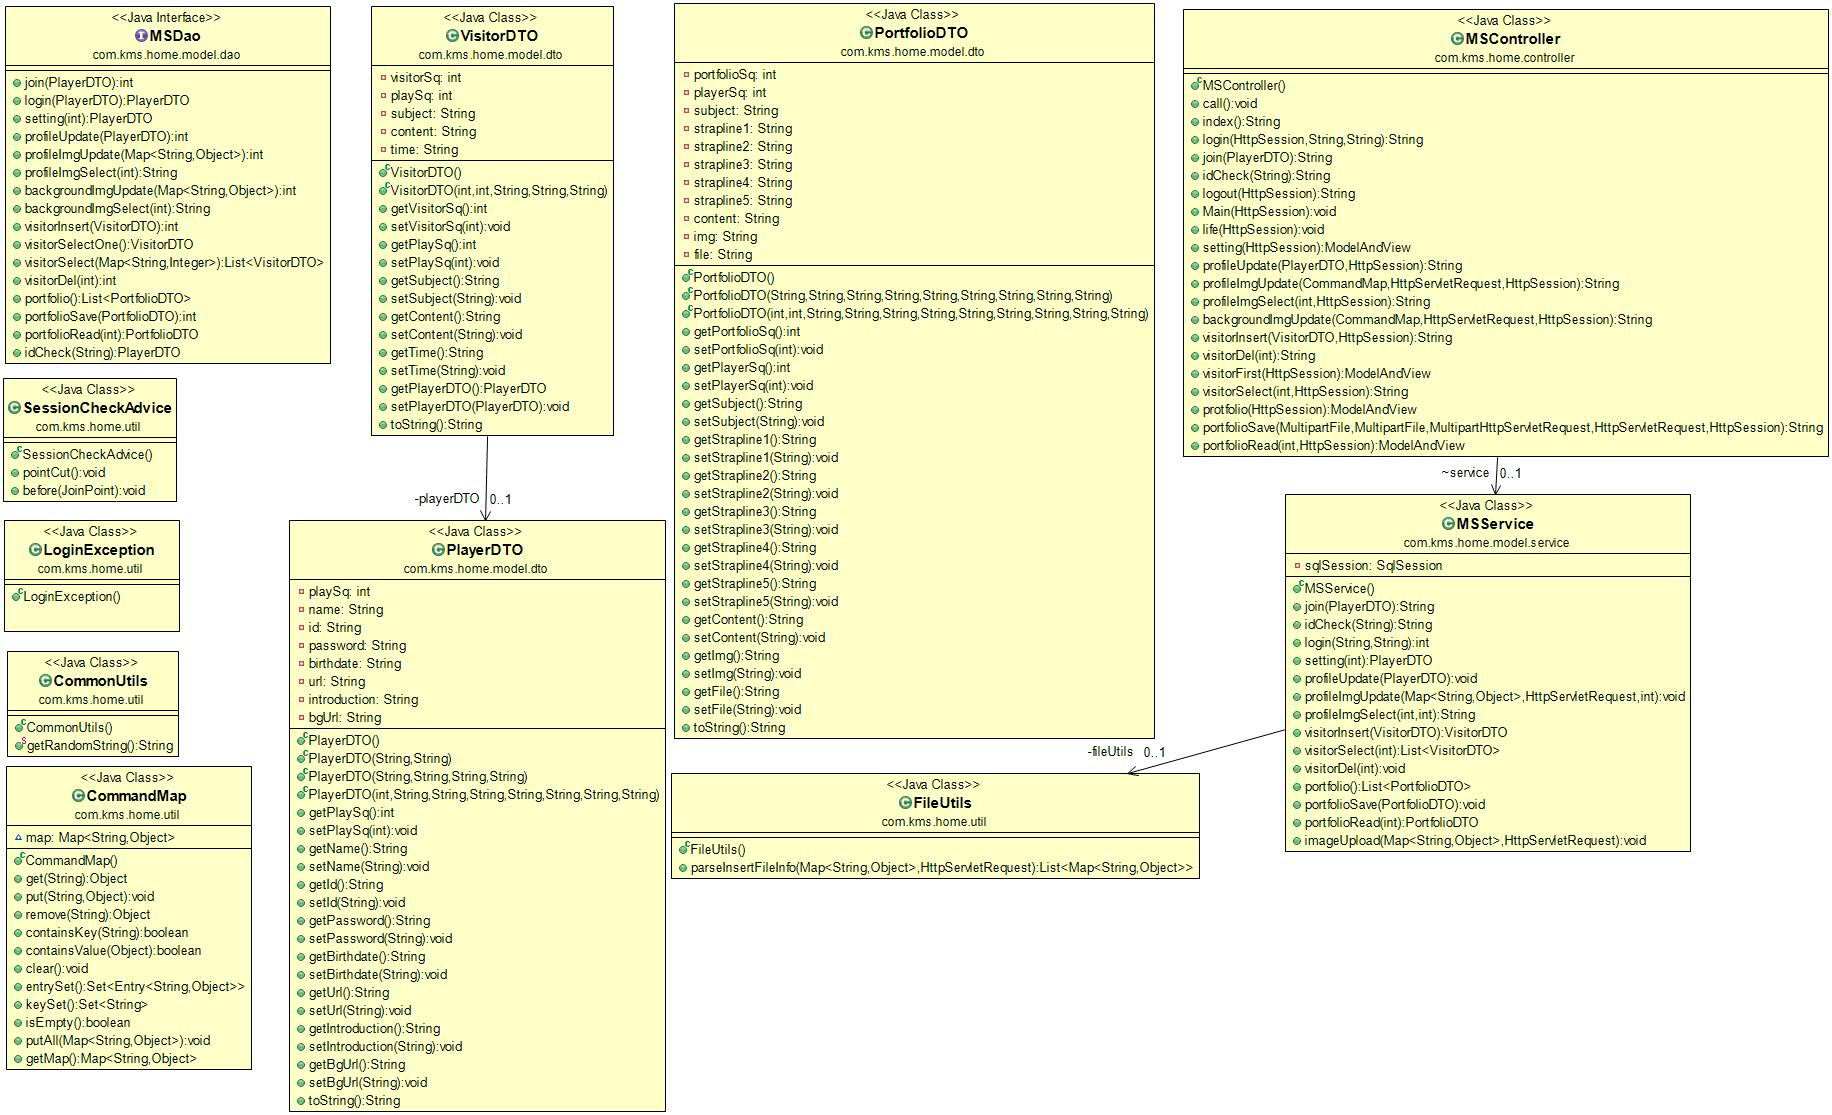 <<Java Interface>>
MSDao
com.kms.home.model.dao
join(PlayerDTO):int
login(PlayerDTO):PlayerDTO
setting(int):PlayerDTO
profileUpdate(PlayerDTO):int
profileImgUpdate(Map<String,Object>):int
profileImgSelect(int):String
backgroundImgUpdate(Map<String,Object>):int
backgroundImgSelect(int):String
visitorInsert(VisitorDTO):int
visitorSelectOne():VisitorDTO
visitorSelect(Map<String,Integer>):List<VisitorDTO>
visitorDel(int):int
portfolio():List<PortfolioDTO>
portfolioSave(PortfolioDTO):int
portfolioRead(int):PortfolioDTO
idCheck(String):PlayerDTO
<<Java Class>>
SessionCheckAdvice
com.kms.home.util
SessionCheckAdvice()
pointCut():void
before(JoinPoint):void
<<Java Class>>
LoginException
com.kms.home.util
LoginException()
<<Java Class>>
CommonUtils
com.kms.home.util
CommonUtils()
getRandomString():String
<<Java Class>>
CommandMap
com.kms.home.util
map: Map<String,Object>
CommandMap()
get(String):Object
put(String,Object):void
remove(String):Object
containsKey(String):boolean
containsValue(Object):boolean
clear():void
entrySet():Set<Entry<String,Object>>
keySet():Set<String>
isEmpty():boolean
putAll(Map<String,Object>):void
getMap():Map<String,Object>
<<Java Class>>
VisitorDTO
com.kms.home.model.dto
visitorSq: int
playSq: int
subject: String
content: String
time: String
VisitorDTO()
VisitorDTO(int,int,String,String,String)
getVisitorSq():int
setVisitorSq(int):void
getPlaySq():int
setPlaySq(int):void
getSubject():String
setSubject(String):void
getContent():String
setContent(String):void
getTime():String
setTime(String):void
getPlayerDTO():PlayerDTO
setPlayerDTO(PlayerDTO):void
toString():String
-playerDTO 0..1
<<Java Class>>
PlayerDTO
com.kms.home.model.dto
playSq: int
name: String
id: String
password: String
birthdate: String
url: String
introduction: String
bgUrl: String
PlayerDTO()
PlayerDTO(String,String)
PlayerDTO(String,String,String,String)
PlayerDTO(int,String,String,String,String,String,String,String)
getPlaySq():int
setPlaySq(int):void
getName():String
setName(String):void
getId():String
setId(String):void
getPassword():String
setPassword(String):void
getBirthdate():String
setBirthdate(String):void
getUrl():String
setUrl(String):void
getIntroduction():String
setIntroduction(String):void
getBgUrl():String
setBgUrl(String):void
toString():String
<<Java Class>>
PortfolioDTO
com.kms.home.model.dto
portfolioSq: int
playerSq: int
subject: String
strapline1: String
strapline2: String
strapline3: String
strapline4: String
strapline5: String
content: String
img: String
file: String
PortfolioDTO()
PortfolioDTO(String,String,String,String,String,String,String,String,String)
PortfolioDTO(int,int,String,String,String,String,String,String,String,String,String)
getPortfolioSq():int
setPortfolioSq(int):void
getPlayerSq():int
setPlayerSq(int):void
getSubject():String
setSubject(String):void
getStrapline1():String
setStrapline1(String):void
getStrapline2():String
setStrapline2(String):void
getStrapline3():String
setStrapline3(String):void
getStrapline4():String
setStrapline4(String):void
getStrapline5():String
setStrapline5(String):void
getContent():String
setContent(String):void
getImg():String
setImg(String):void
getFile():String
setFile(String):void
toString():String
-fileUtils 0..1
<<Java Class>>
FileUtils
com.kms.home.util
FileUtils()
parseInsertFileInfo(Map<String,Object>,HttpServletRequest):List<Map<String,Object>>
<<Java Class>>
MSController
com.kms.home.controller
MSController()
call():void
index():String
login(HttpSession,String,String):String
join(PlayerDTO):String
idCheck(String):String
logout(HttpSession):String
Main(HttpSession):void
life(HttpSession):void
setting(HttpSession):ModelAndView
profileUpdate(PlayerDTO,HttpSession):String
profileImgUpdate(CommandMap,HttpServletRequest,HttpSession):String
profileImgSelect(int,HttpSession):String
backgroundImgUpdate(CommandMap,HttpServletRequest,HttpSession):String
visitorInsert(VisitorDTO,HttpSession):String
visitorDel(int):String
visitorFirst(HttpSession):ModelAndView
visitorSelect(int,HttpSession):String
protfolio(HttpSession):ModelAndView
portfolioSave(MultipartFile,MultipartFile,MultipartHttpServletRequest,HttpServletRequest,HttpSession):String
portfolioRead(int,HttpSession):ModelAndView
~service 0..1
<<Java Class>>
MSService
com.kms.home.model.service
sqlSession: SqlSession
MSService()
join(PlayerDTO):String
idCheck(String):String
login(String,String):int
setting(int):PlayerDTO
profileUpdate(PlayerDTO):void
profileImgUpdate(Map<String,Object>,HttpServletRequest,int):void
profileImgSelect(int,int):String
visitorInsert(VisitorDTO):VisitorDTO
visitorSelect(int):List<VisitorDTO>
visitorDel(int):void
portfolio():List<PortfolioDTO>
portfolioSave(PortfolioDTO):void
portfolioRead(int):PortfolioDTO
imageUpload(Map<String,Object>,HttpServletRequest):void